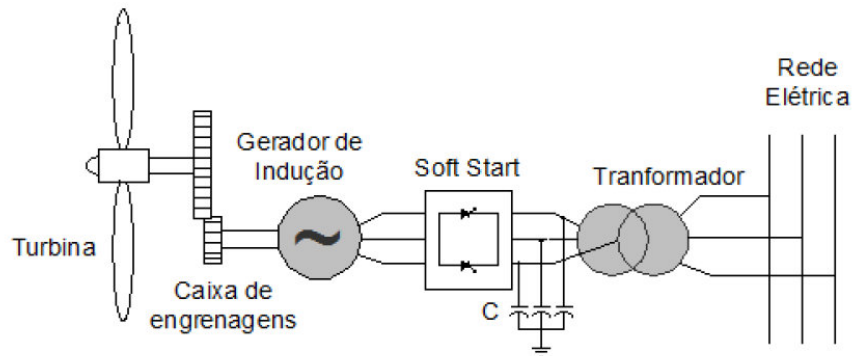 Rede
Elétrica
Gerador de
Indução
Soft Start
Tranformador
Turbina
Caixa de
engrenagens
C